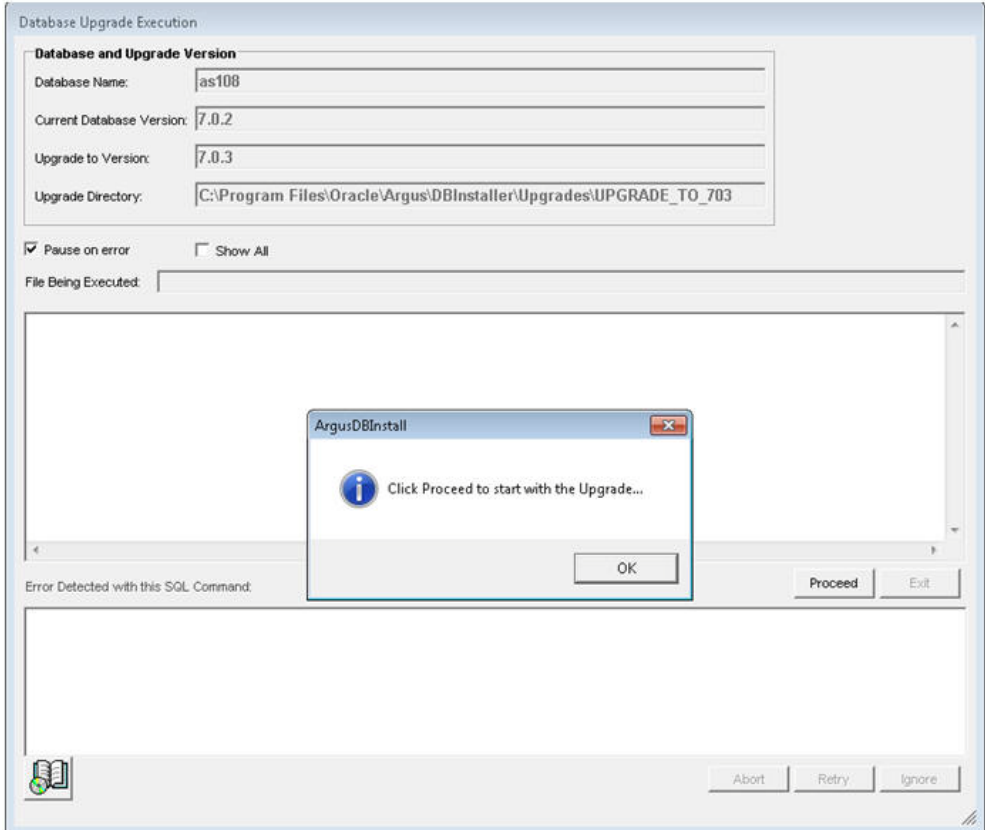 Database Upgrade Execution
Database and Upgrade Version
Database Name: as108
Current Database Version: 7.0.2
Upgrade to Version: 7.0.3
Upgrade Directory: C:\Program Files\Oracle\Argus\DBInstaller\Upgrades\UPGRADE_TO_703
Pause on error Show All
File Being Executed:
ArgusDBInstall
Click Proceed to start with the Upgrade...
OK
Error Detected with this SQL Command: Proceed Exit
Abort Retry Ignore